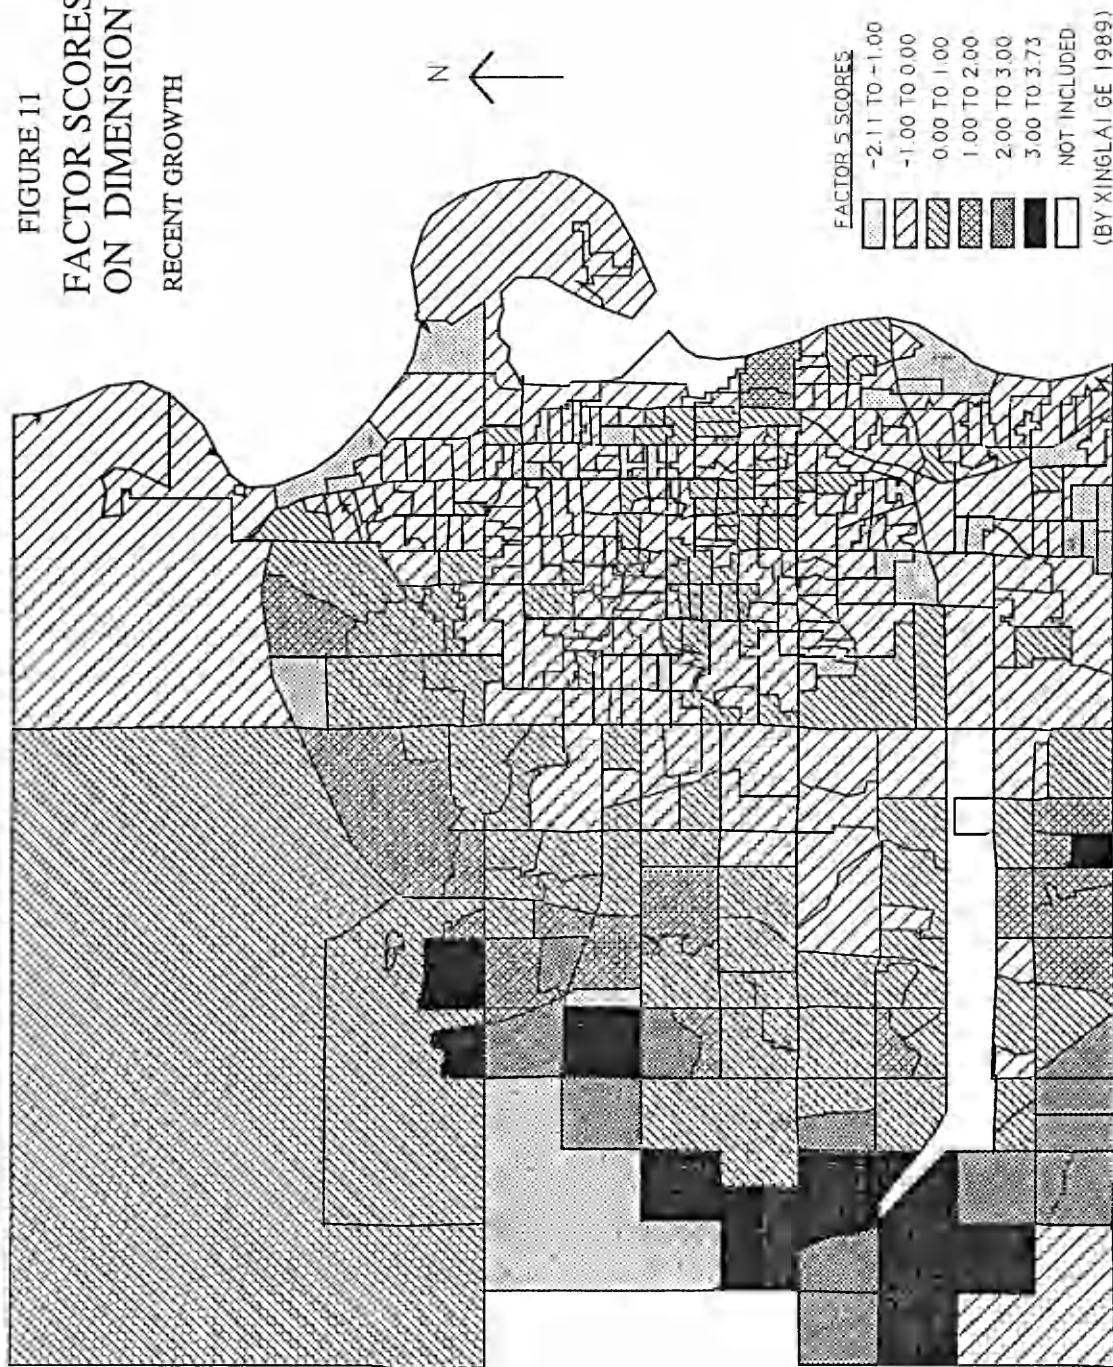 FIGURE 11
FACTOR SCORES
ON DIMENSION
RECENT GROWTH
N
FACTOR 5 SCORES
-2.11 TO -1.00
-1.00 TO 0.00
0.00 TO 1.00
1.00 TO 2.00
2.00 TO 3.00
3.00 TO 3.73
NOT INCLUDED
(BY XINGLAI GE 1989)